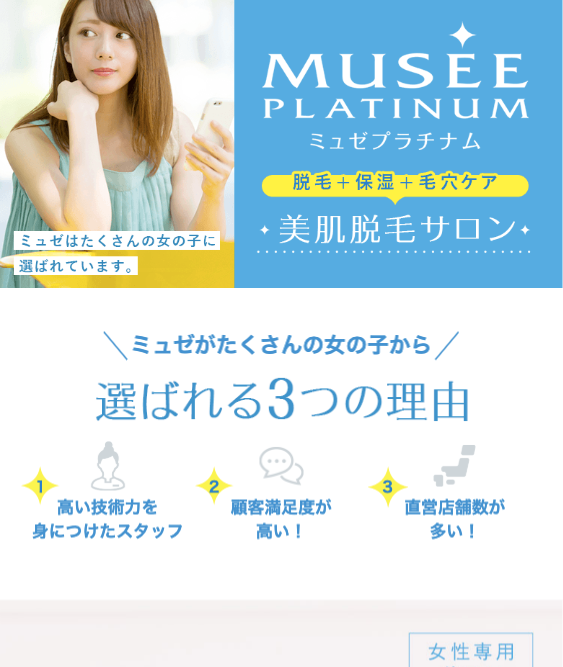 MUSÉE
PLATINUM
ミュゼプラチナム
脱毛＋保湿＋毛穴ケア
美肌脱毛サロン
ミュゼはたくさんの女の子に
選ばれています。
ミュゼがたくさんの女の子から
選ばれる3つの理由
1
高い技術力を
身につけたスタッフ
2
顧客満足度が
高い！
3
直営店舗数が
多い！
女性専用